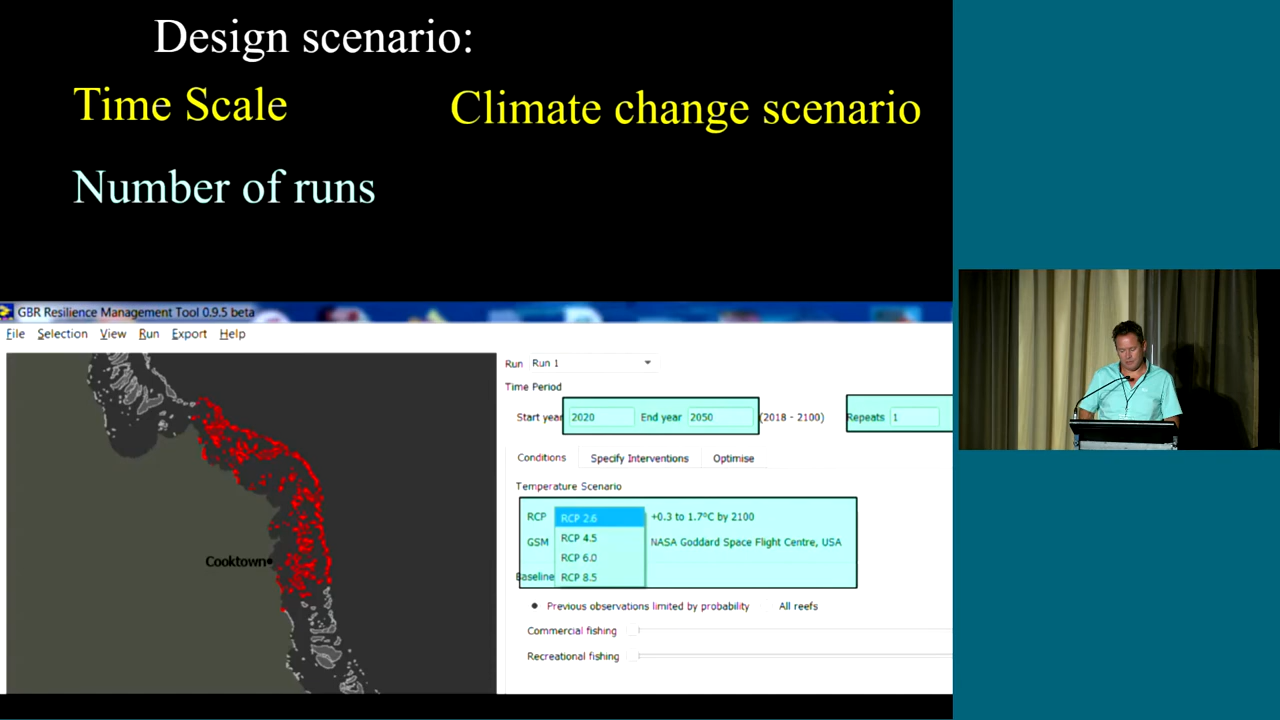 Design scenario:
Time Scale
Climate change scenario
Number of runs
GBR Resilience Management Tool 0.9.5 beta
File Selection View Run Export Help
Run Run 1
Time Period
Start year 2020 End year 2050 (2018 - 2100) Repeats 1
Conditions Specify Interventions Optimise
Temperature Scenario
RCP RCP 2.6 +0.3 to 1.7°C by 2100
RCP 4.5
GSM NASA Goddard Space Flight Centre, USA
RCP 6.0
Baseline RCP 8.5
Previous observations limited by probability All reefs
Commercial fishing
Recreational fishing
Cooktown